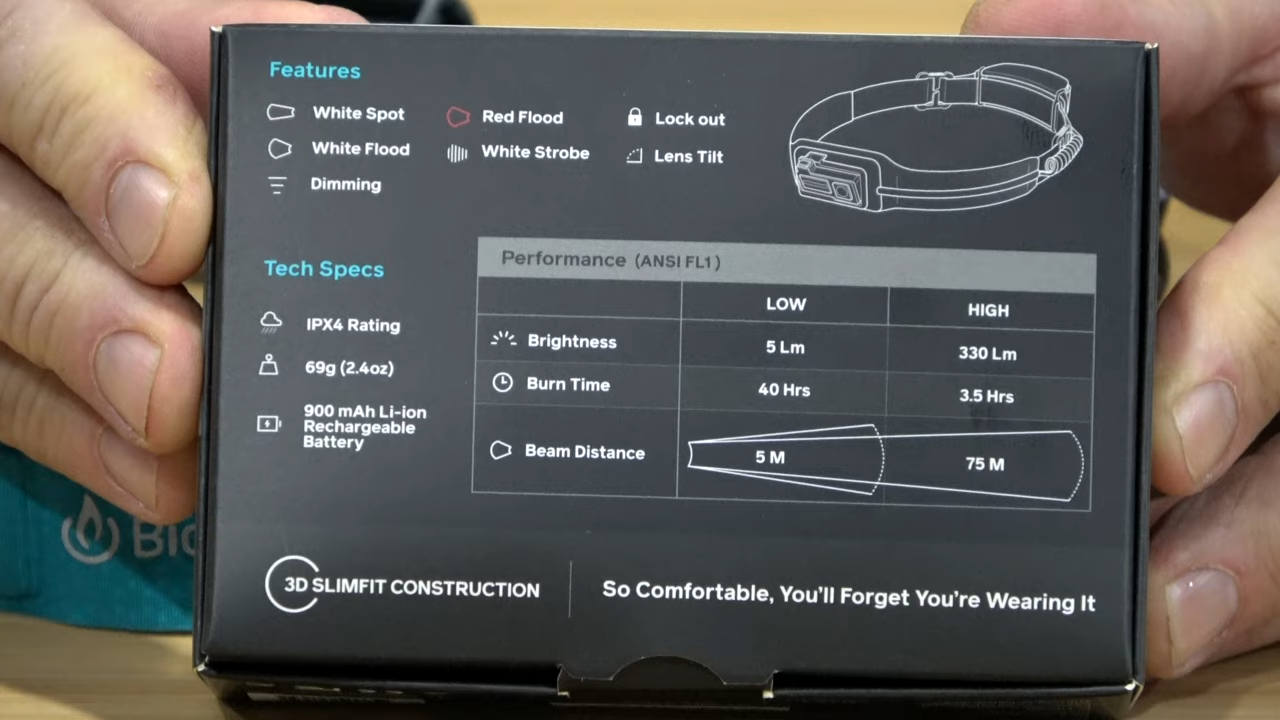 Features
White Spot
Red Flood
Lock out
White Flood
White Strobe
Lens Tilt
Dimming
Tech Specs
IPX4 Rating
69g (2.4oz)
900 mAh Li-ion
Rechargeable
Battery
Performance (ANSI FL1)
LOW HIGH
Brightness 5 Lm 330 Lm
Burn Time 40 Hrs 3.5 Hrs
Beam Distance 5 M 75 M
3D SLIMFIT CONSTRUCTION
So Comfortable, You'll Forget You're Wearing It